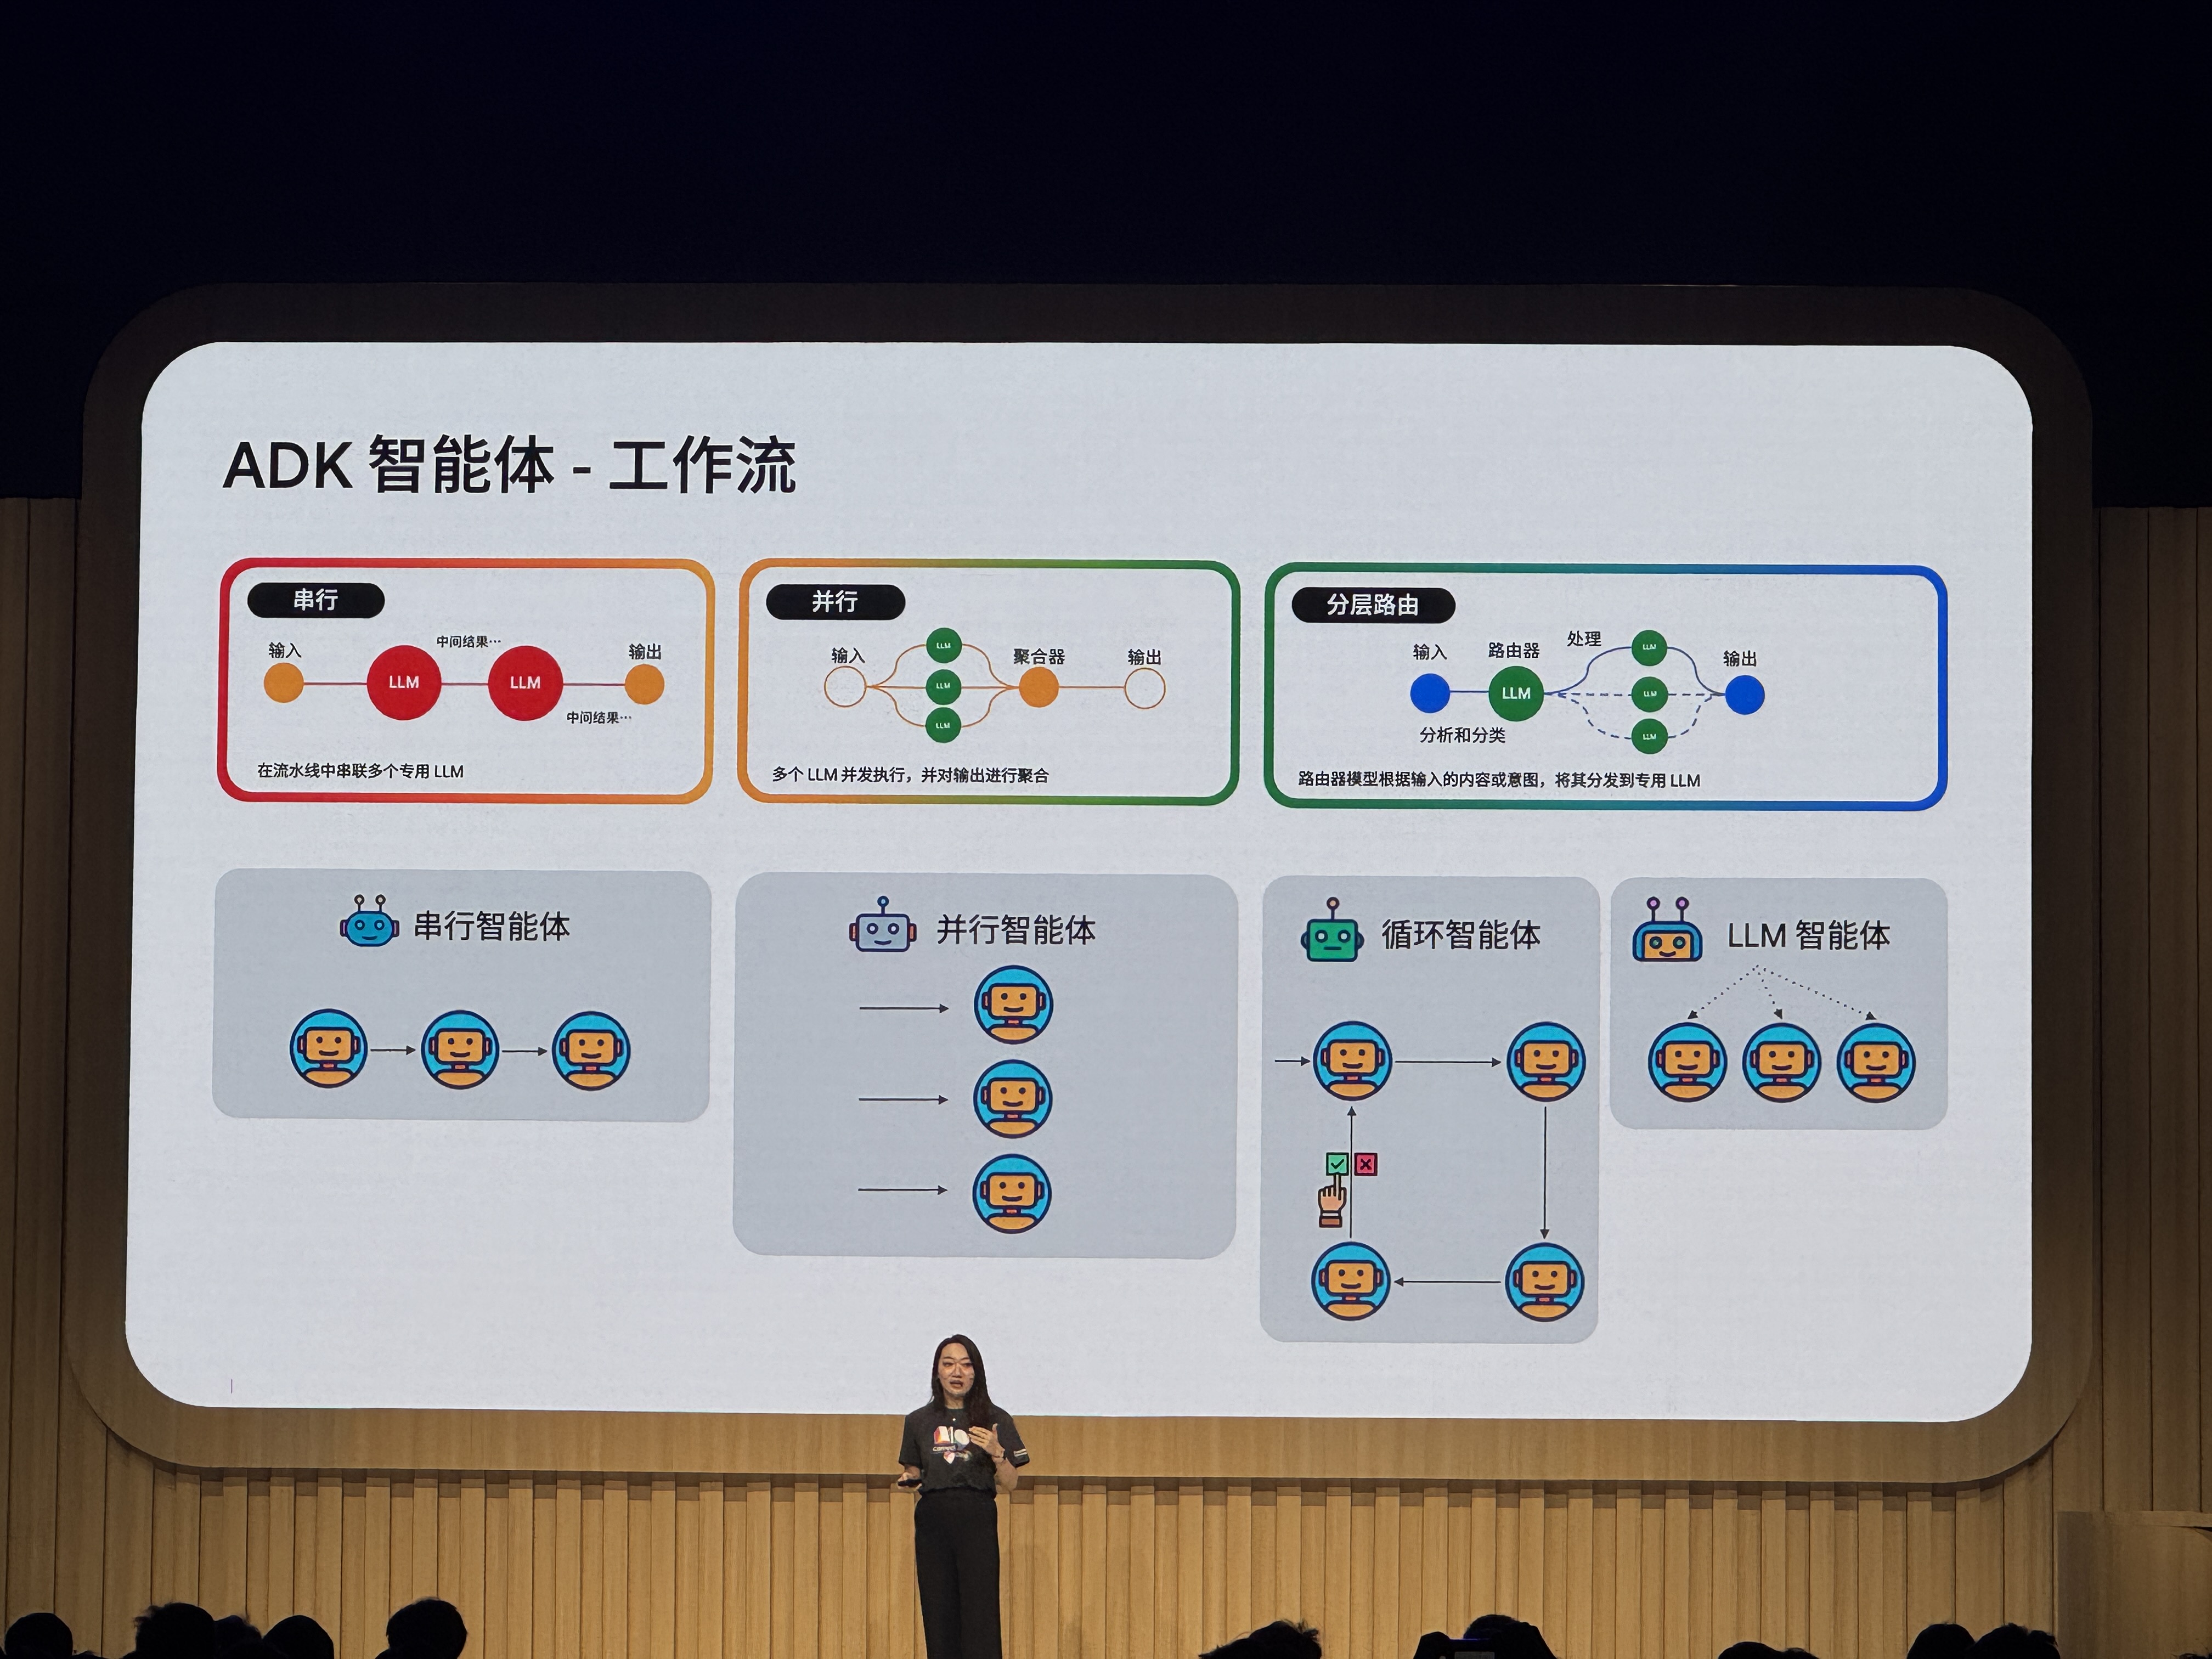 ADK 智能体 - 工作流
串行
输入
中间结果…
输出
LLM
LLM
中间结果…
在流水线中串联多个专用 LLM
并行
输入
LLM
LLM
LLM
聚合器
输出
多个 LLM 并发执行，并对输出进行聚合
分层路由
输入
路由器
处理
LLM
LLM
LLM
LLM
输出
分析和分类
路由器模型根据输入的内容或意图，将其分发到专用 LLM
串行智能体
并行智能体
循环智能体
LLM 智能体